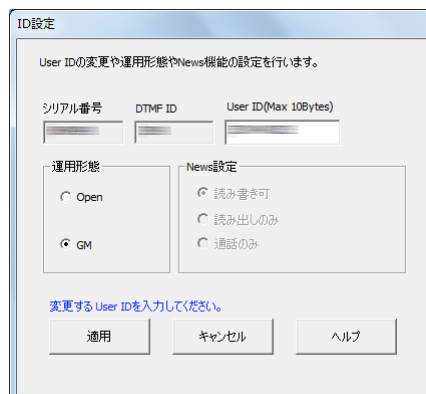 ID設定
User IDの変更や運用形態やNews機能の設定を行います。
シリアル番号 DTMF ID User ID(Max 10Bytes)
運用形態 News設定
Open 読み書き可
読み出しのみ
GM 通話のみ
変更する User IDを入力してください。
適用 キャンセル ヘルプ